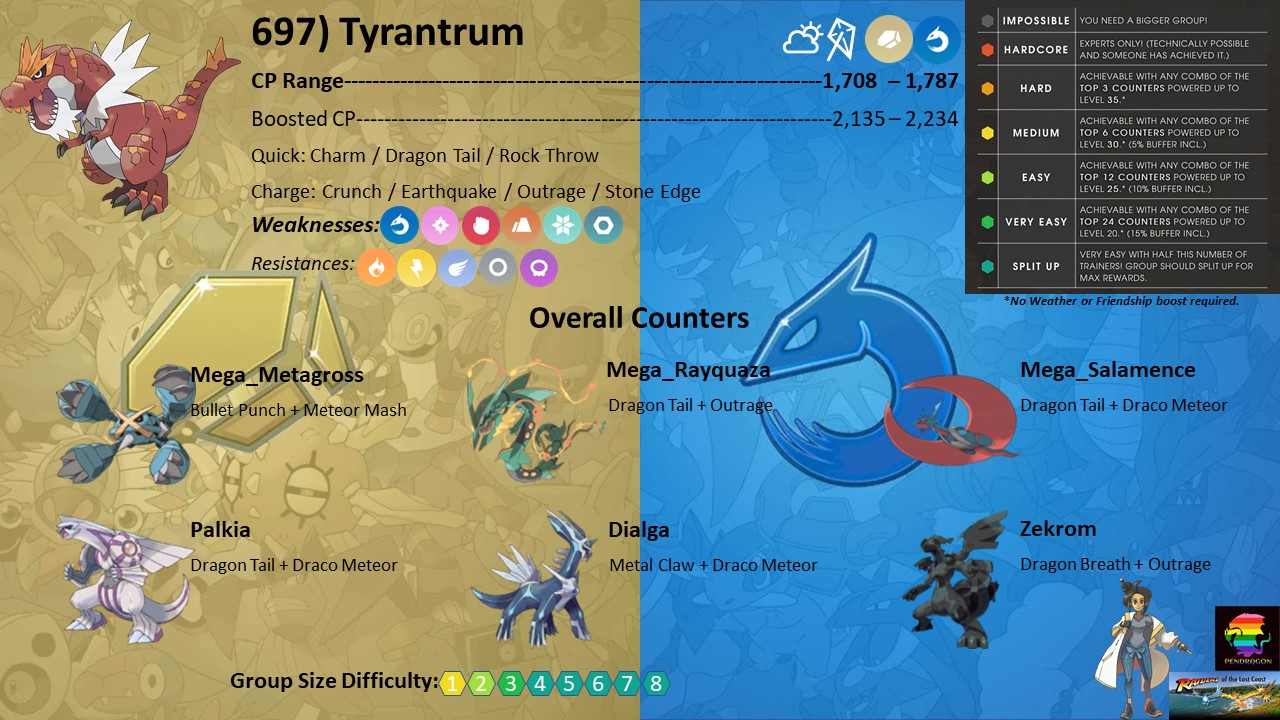 697) Tyrantrum
CP Range--------------------------------------------------------------------1,708 – 1,787
Boosted CP--------------------------------------------------------------------2,135 – 2,234
Quick: Charm / Dragon Tail / Rock Throw
Charge: Crunch / Earthquake / Outrage / Stone Edge
Weaknesses:
Resistances:
IMPOSSIBLE YOU NEED A BIGGER GROUP!
HARDCORE EXPERTS ONLY! (TECHNICALLY POSSIBLE
AND SOMEONE HAS ACHIEVED IT.)
HARD ACHIEVABLE WITH ANY COMBO OF THE
TOP 3 COUNTERS POWERED UP TO
LEVEL 35.*
MEDIUM ACHIEVABLE WITH ANY COMBO OF THE
TOP 6 COUNTERS POWERED UP TO
LEVEL 30.* (5% BUFFER INCL.)
EASY ACHIEVABLE WITH ANY COMBO OF THE
TOP 12 COUNTERS POWERED UP TO
LEVEL 25.* (10% BUFFER INCL.)
VERY EASY ACHIEVABLE WITH ANY COMBO OF THE
TOP 24 COUNTERS POWERED UP TO
LEVEL 20.* (15% BUFFER INCL.)
SPLIT UP VERY EASY WITH HALF THIS NUMBER OF
TRAINERS! GROUP SHOULD SPLIT UP FOR
MAX REWARDS.
*No Weather or Friendship boost required.
Overall Counters
Mega_Metagross
Bullet Punch + Meteor Mash
Mega_Rayquaza
Dragon Tail + Outrage
Mega_Salamence
Dragon Tail + Draco Meteor
Palkia
Dragon Tail + Draco Meteor
Dialga
Metal Claw + Draco Meteor
Zekrom
Dragon Breath + Outrage
Group Size Difficulty: 1 2 3 4 5 6 7 8
PENDRAGON
RAIDERS of the Lost Coast